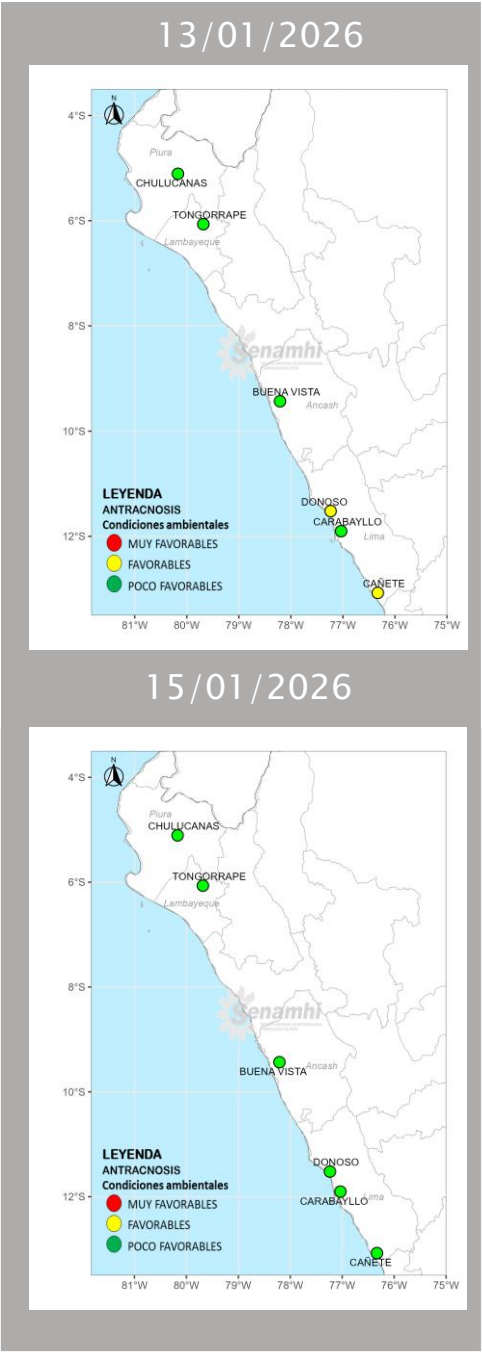 13/01/2026
N
4°S
Piura
CHULUCANAS
TONGORRAPE
6°S
Lambayeque
8°S
Senamhi
BUENA VISTA
Ancash
10°S
LEYENDA
ANTRACNOSIS
Condiciones ambientales
MUY FAVORABLES
FAVORABLES
POCO FAVORABLES
DONOSO
CARABAYLLO
12°S
Lima
CAÑETE
81°W 80°W 79°W 78°W 77°W 76°W 75°W
15/01/2026
N
4°S
Piura
CHULUCANAS
TONGORRAPE
6°S
Lambayeque
8°S
Senamhi
BUENA VISTA
Ancash
10°S
LEYENDA
ANTRACNOSIS
Condiciones ambientales
MUY FAVORABLES
FAVORABLES
POCO FAVORABLES
DONOSO
12°S
CARABAYLLO
Lima
CAÑETE
81°W 80°W 79°W 78°W 77°W 76°W 75°W